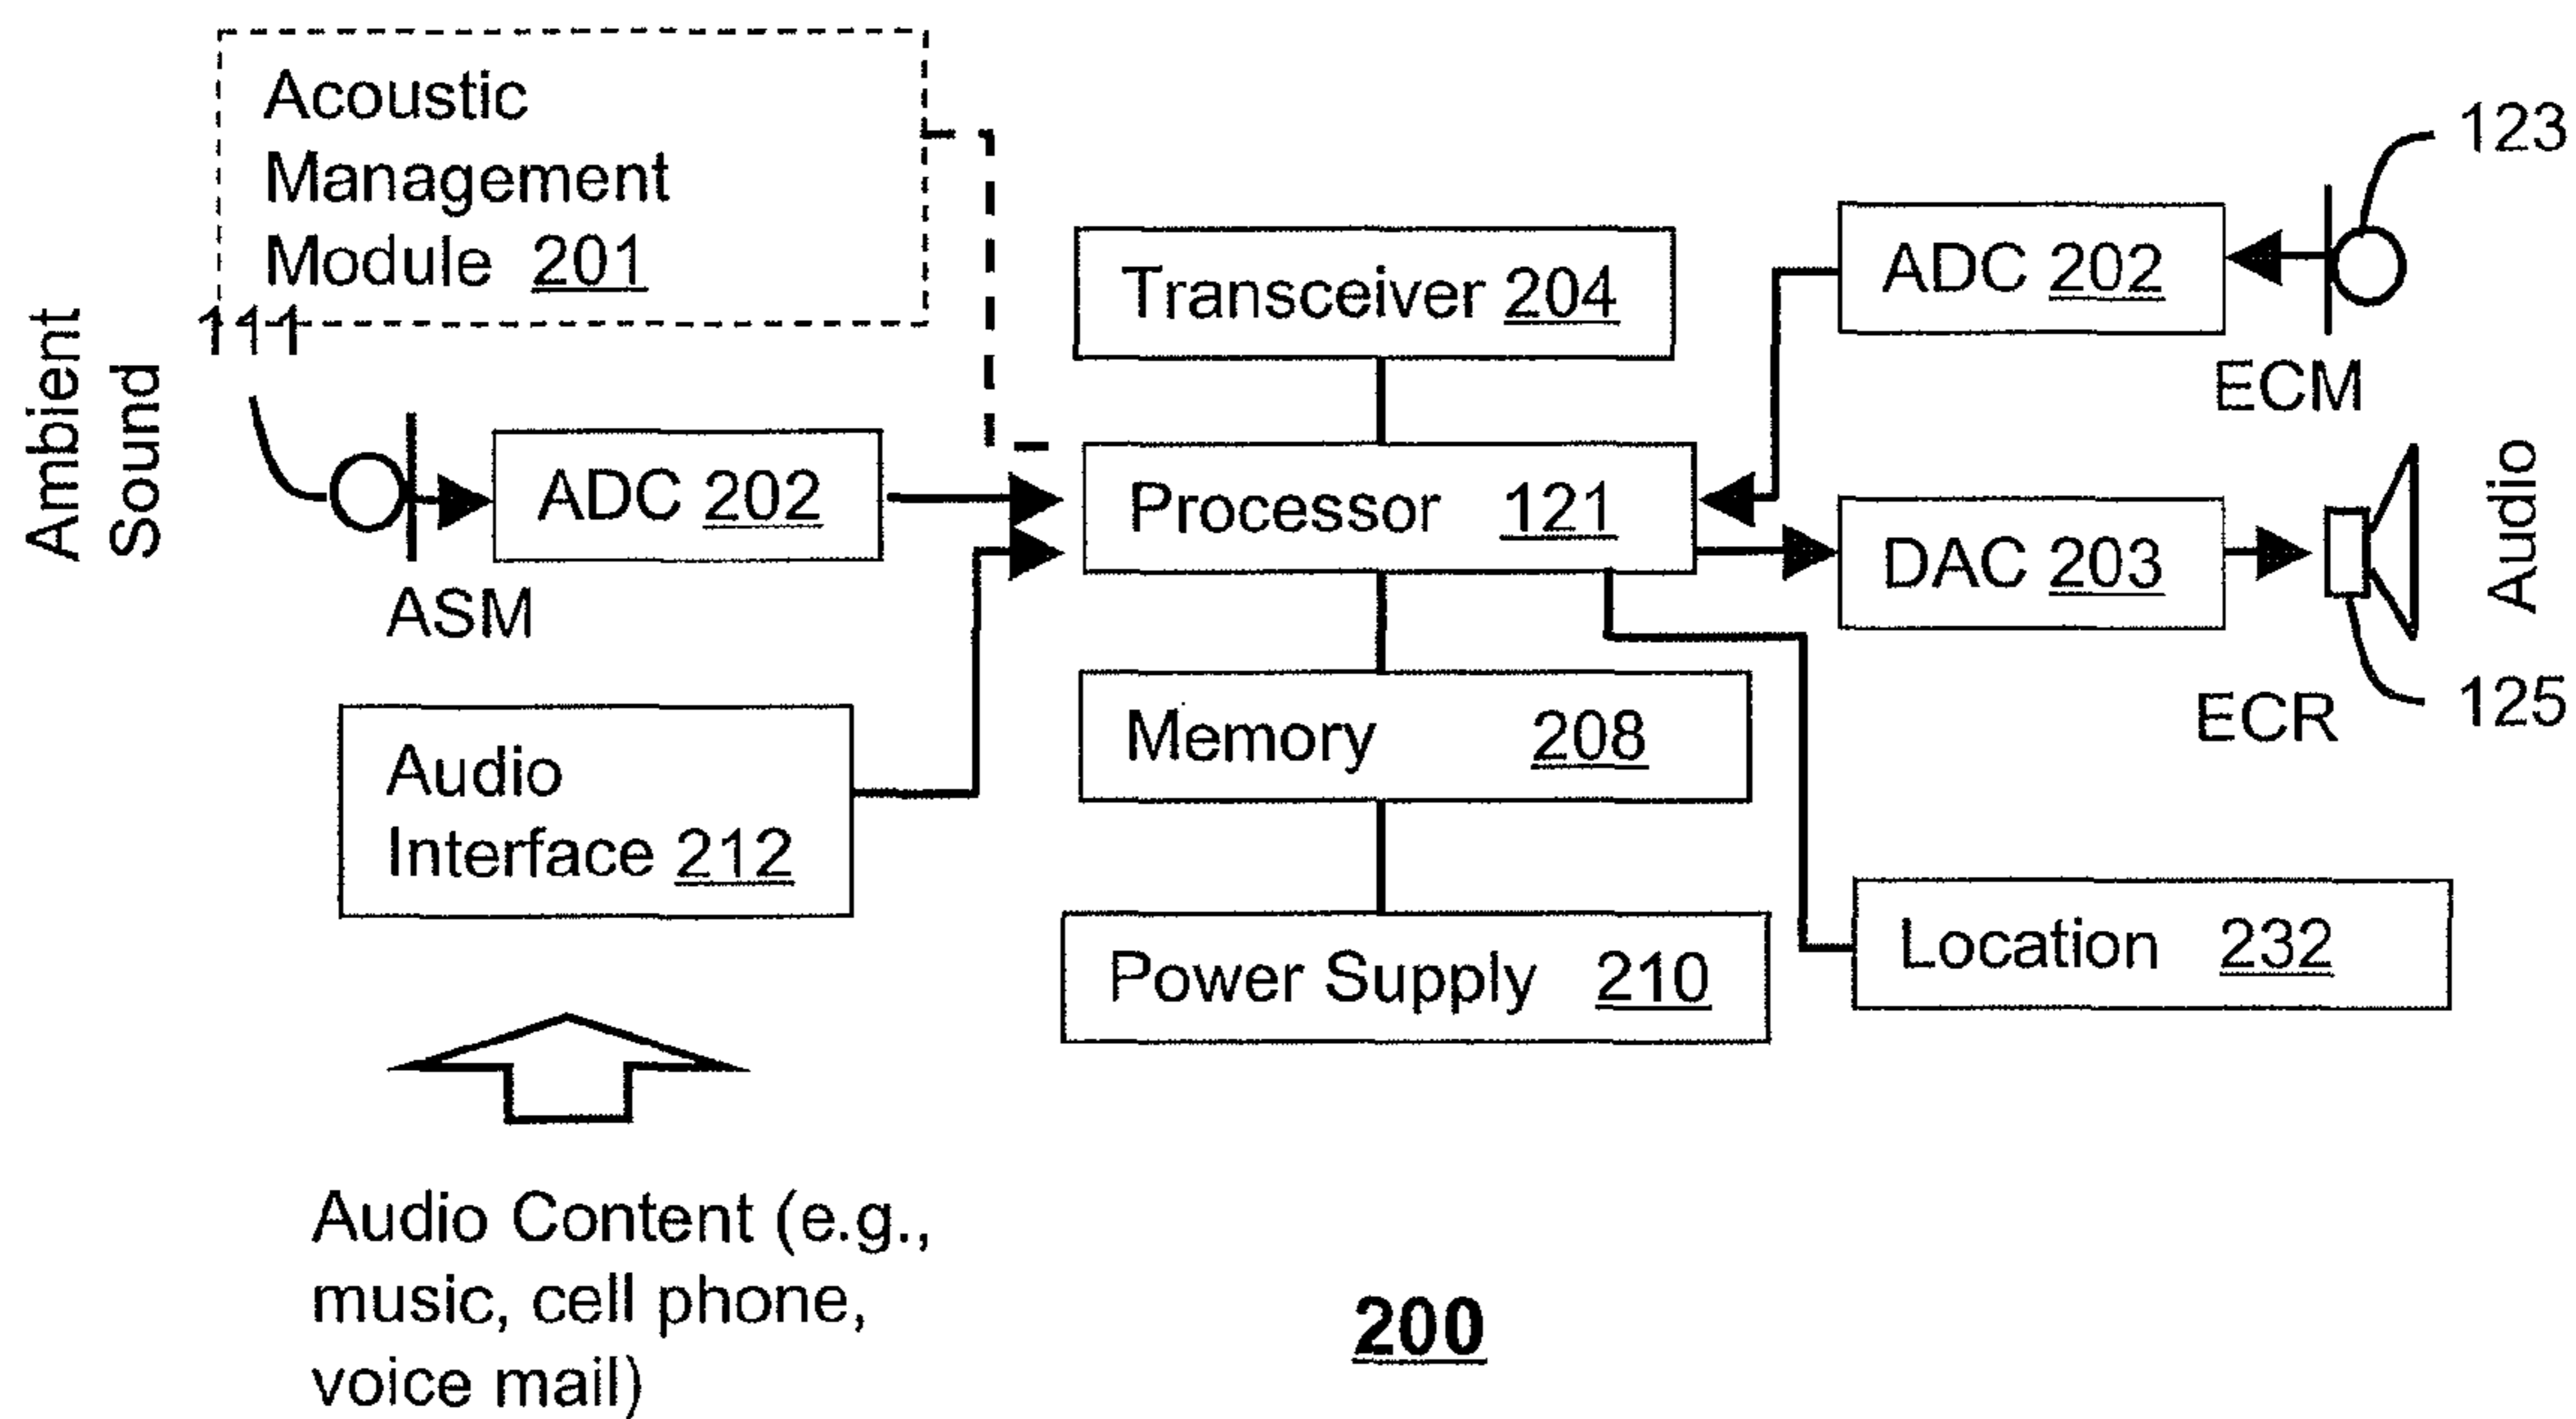 Acoustic
Management
Module 201
Ambient
Sound
111
ASM
ADC 202
Audio
Interface 212
Audio Content (e.g.,
music, cell phone,
voice mail)
Transceiver 204
Processor 121
Memory 208
Power Supply 210
ADC 202
123
ECM
DAC 203
Audio
125
ECR
Location 232
200